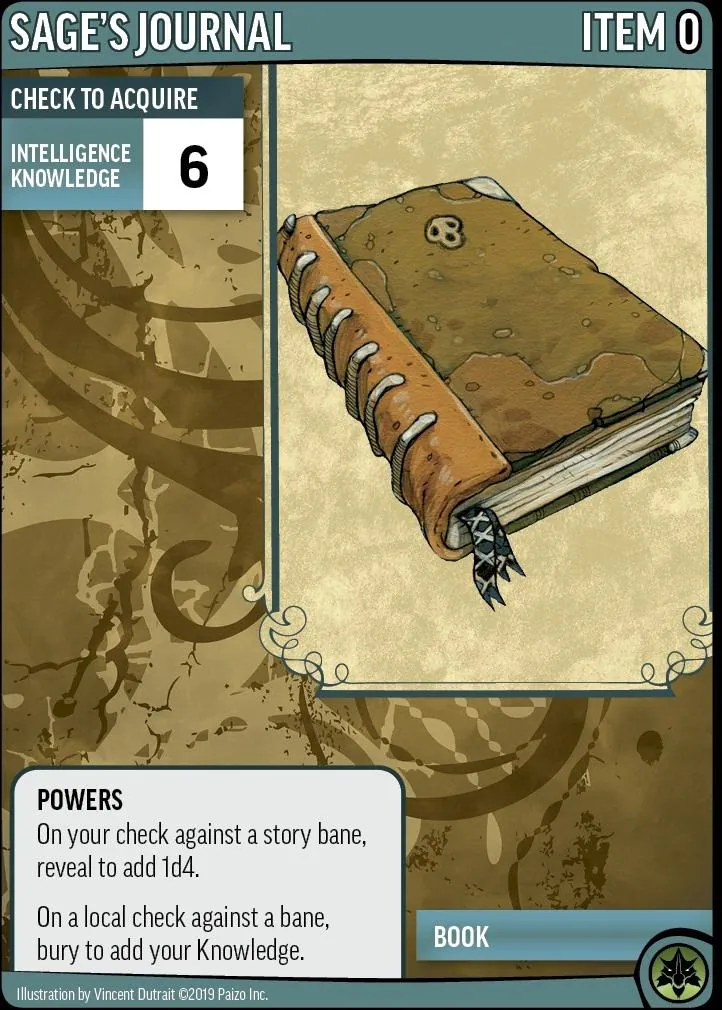 SAGE'S JOURNAL
ITEM 0
CHECK TO ACQUIRE
INTELLIGENCE
KNOWLEDGE
6
POWERS
On your check against a story bane,
reveal to add 1d4.
On a local check against a bane,
bury to add your Knowledge.
BOOK
Illustration by Vincent Dutrait ©2019 Paizo Inc.